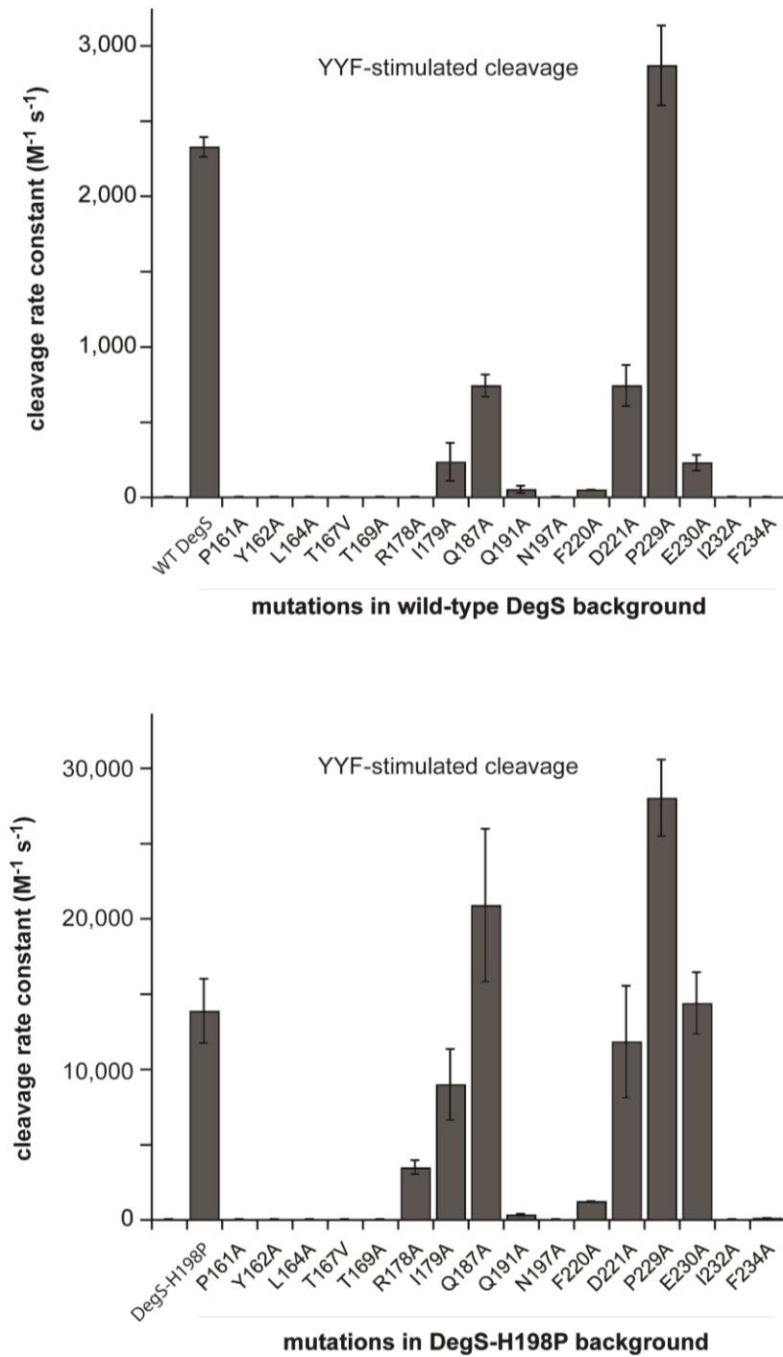 3,000
YYF-stimulated cleavage
2,000
1,000
0
cleavage rate constant (M⁻¹ s⁻¹)
WT DegS P161A Y162A L164A T167V T169A R178A I179A Q187A Q191A N197A F220A D221A P229A E230A I232A F234A
mutations in wild-type DegS background
30,000
YYF-stimulated cleavage
20,000
10,000
0
cleavage rate constant (M⁻¹ s⁻¹)
DegS-H198P P161A Y162A L164A T167V T169A R178A I179A Q187A Q191A N197A F220A D221A P229A E230A I232A F234A
mutations in DegS-H198P background